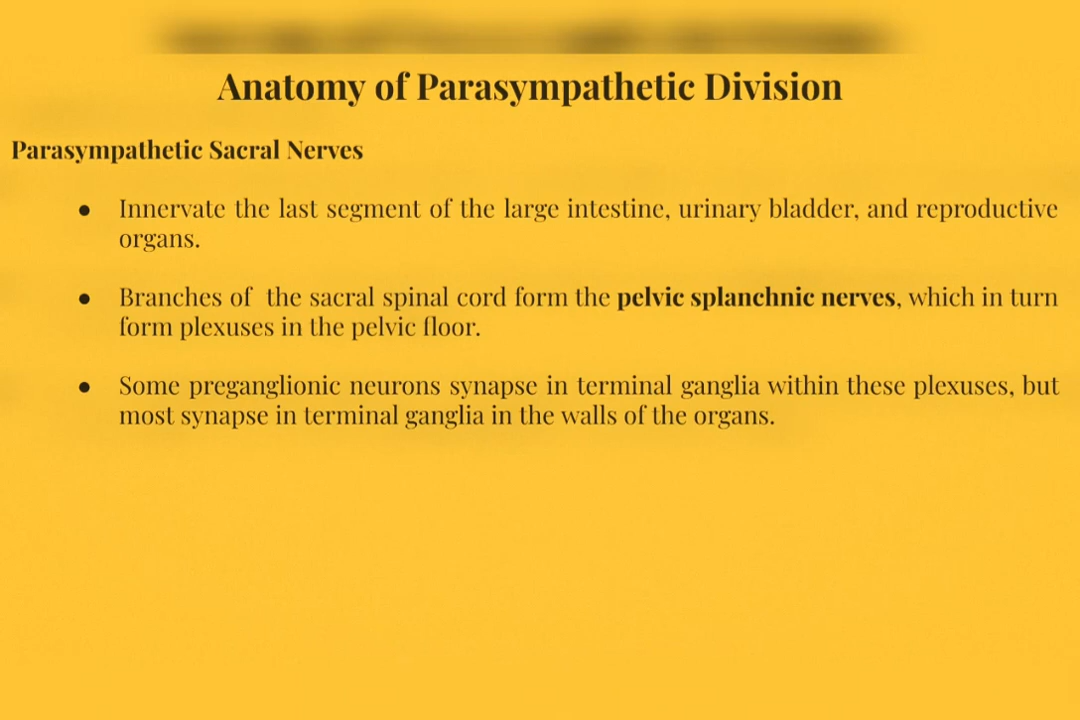 Anatomy of Parasympathetic Division
Parasympathetic Sacral Nerves
● Innervate the last segment of the large intestine, urinary bladder, and reproductive
organs.
● Branches of  the sacral spinal cord form the pelvic splanchnic nerves, which in turn
form plexuses in the pelvic floor.
● Some preganglionic neurons synapse in terminal ganglia within these plexuses, but
most synapse in terminal ganglia in the walls of the organs.